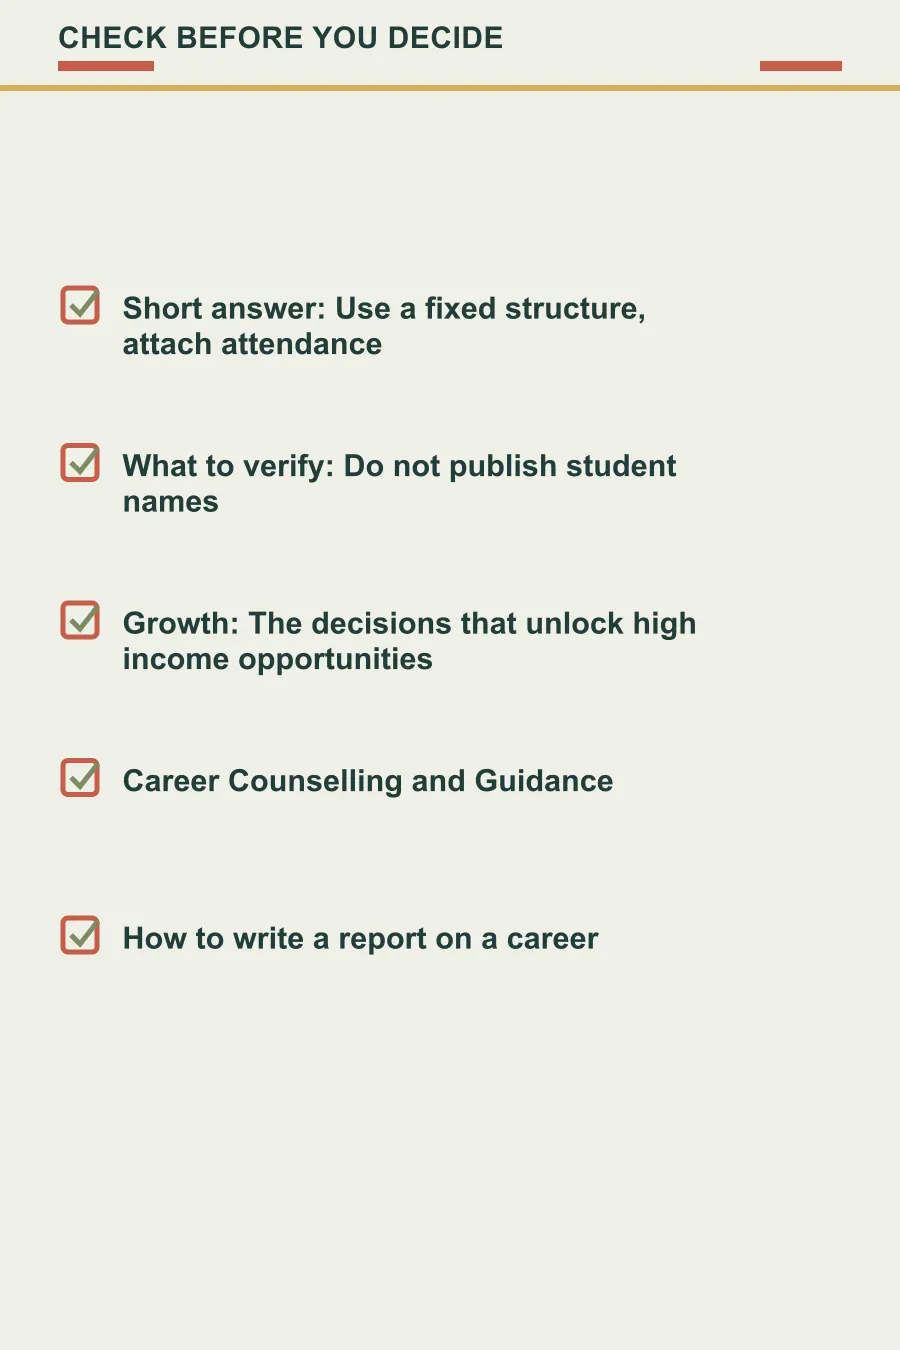 CHECK BEFORE YOU DECIDE
Short answer: Use a fixed structure,
attach attendance
What to verify: Do not publish student
names
Growth: The decisions that unlock high
income opportunities
Career Counselling and Guidance
How to write a report on a career